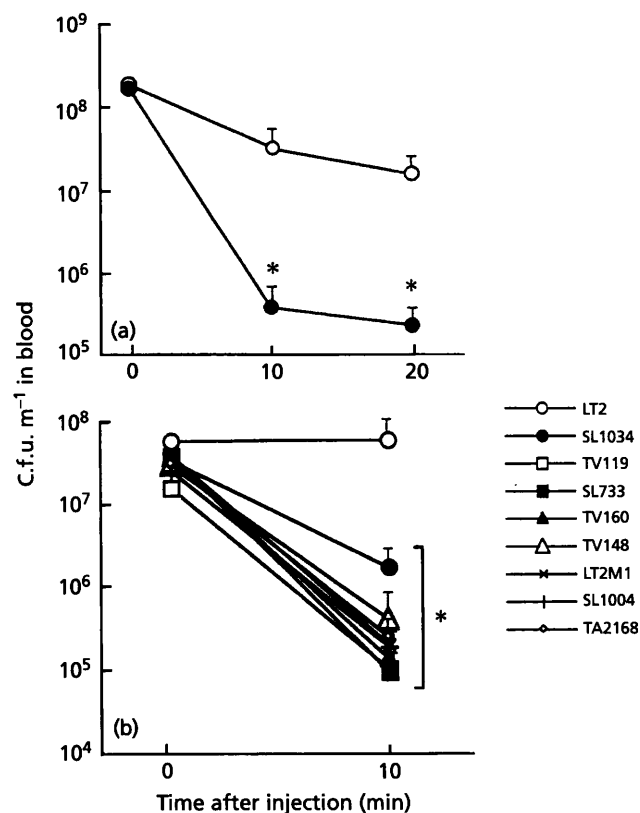 10⁹
10⁸
10⁷
10⁶
10⁵
*
*
(a)
0
10
20
C.f.u. m⁻¹ in blood
10⁸
10⁷
10⁶
10⁵
10⁴
*
(b)
0
10
Time after injection (min)
LT2
SL1034
TV119
SL733
TV160
TV148
LT2M1
SL1004
TA2168